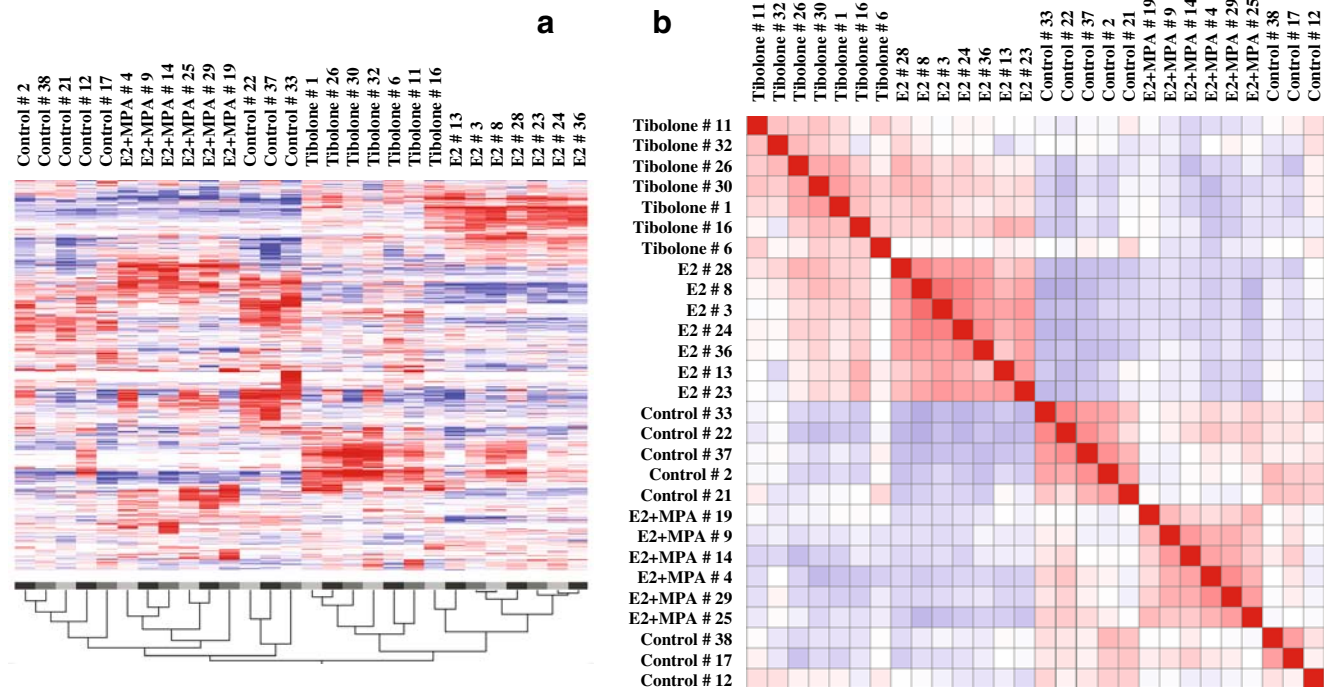 a
Control # 2
Control # 38
Control # 21
Control # 12
Control # 17
E2+MPA # 4
E2+MPA # 9
E2+MPA # 14
E2+MPA # 25
E2+MPA # 29
E2+MPA # 19
Control # 22
Control # 37
Control # 33
Tibolone # 1
Tibolone # 26
Tibolone # 30
Tibolone # 32
Tibolone # 6
Tibolone # 11
Tibolone # 16
E2 # 13
E2 # 3
E2 # 8
E2 # 28
E2 # 23
E2 # 24
E2 # 36
b
Tibolone # 11
Tibolone # 32
Tibolone # 26
Tibolone # 30
Tibolone # 1
Tibolone # 16
Tibolone # 6
E2 # 28
E2 # 8
E2 # 3
E2 # 24
E2 # 36
E2 # 13
E2 # 23
Control # 33
Control # 22
Control # 37
Control # 2
Control # 21
E2+MPA # 19
E2+MPA # 9
E2+MPA # 14
E2+MPA # 4
E2+MPA # 29
E2+MPA # 25
Control # 38
Control # 17
Control # 12
Tibolone # 11
Tibolone # 32
Tibolone # 26
Tibolone # 30
Tibolone # 1
Tibolone # 16
Tibolone # 6
E2 # 28
E2 # 8
E2 # 3
E2 # 24
E2 # 36
E2 # 13
E2 # 23
Control # 33
Control # 22
Control # 37
Control # 2
Control # 21
E2+MPA # 19
E2+MPA # 9
E2+MPA # 14
E2+MPA # 4
E2+MPA # 29
E2+MPA # 25
Control # 38
Control # 17
Control # 12